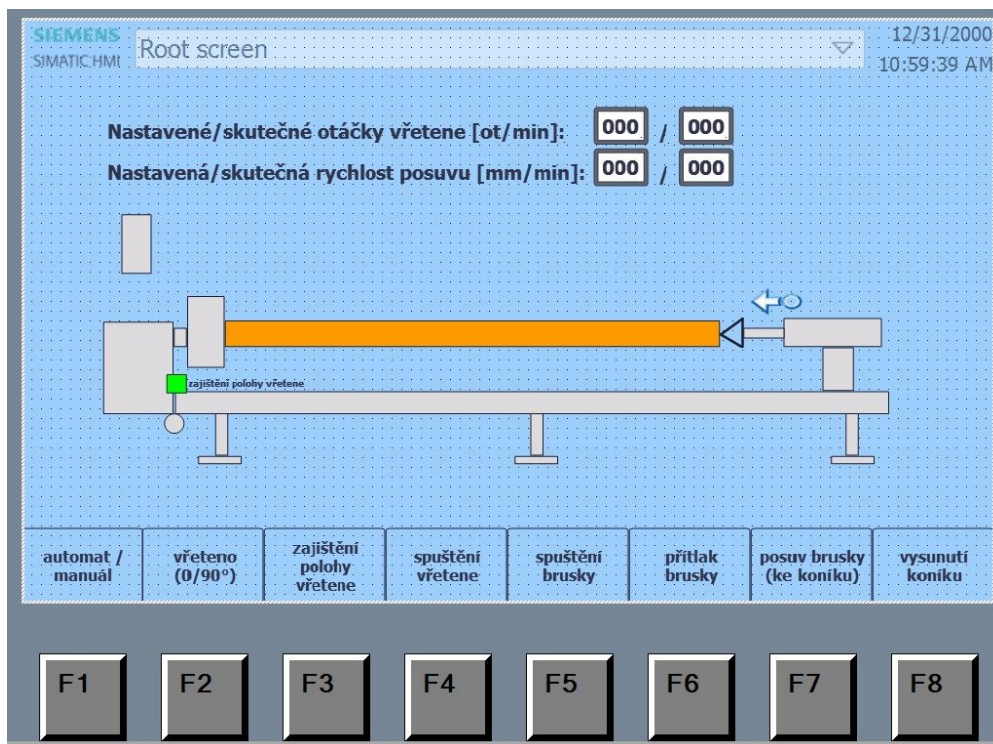 SIEMENS
SIMATIC HMI
Root screen
12/31/2000
10:59:39 AM
Nastavené/skutečné otáčky vřetene [ot/min]: 000 / 000
Nastavená/skutečná rychlost posuvu [mm/min]: 000 / 000
zajištění polohy vřetene
automat /
manuál
vřeteno
(0/90°)
zajištění
polohy
vřetene
spuštění
vřetene
spuštění
brusky
přítlak
brusky
posuv brusky
(ke koníku)
vysunutí
koníku
F1 F2 F3 F4 F5 F6 F7 F8